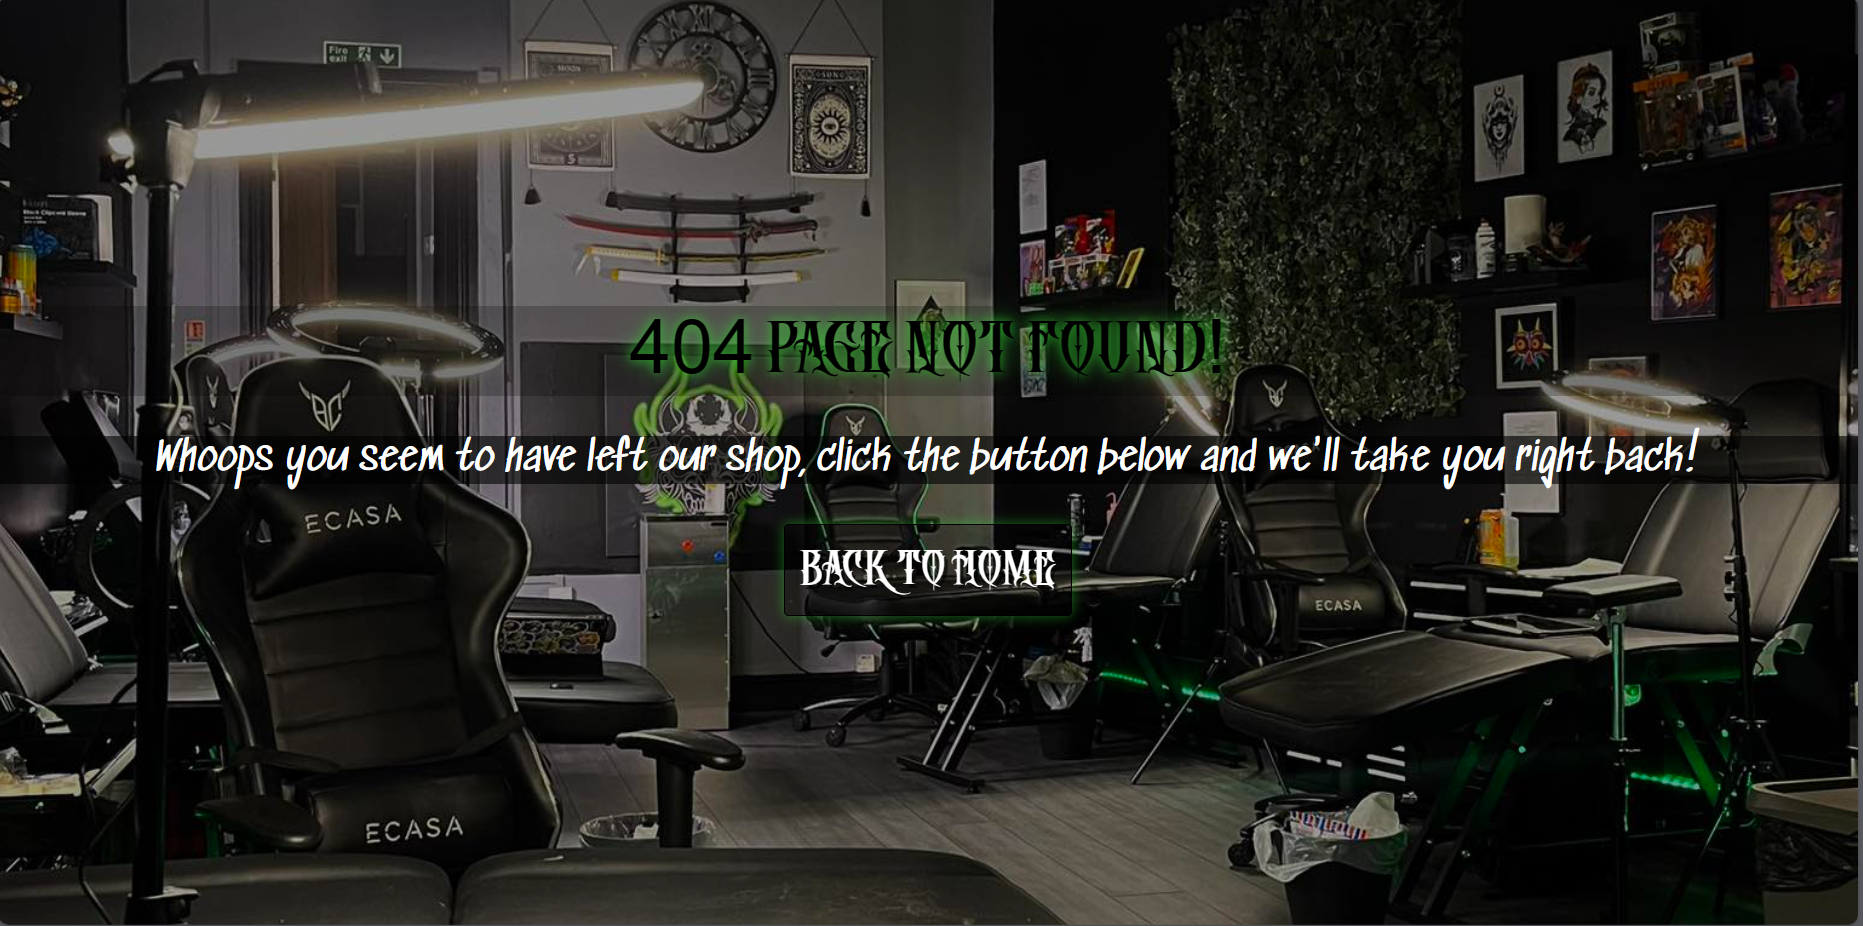 Fire
exit
MOON
SUN
404 PAGE NOT FOUND!
Whoops you seem to have left our shop, click the button below and we'll take you right back!
ECASA
BACK TO HOME
ECASA
ECASA